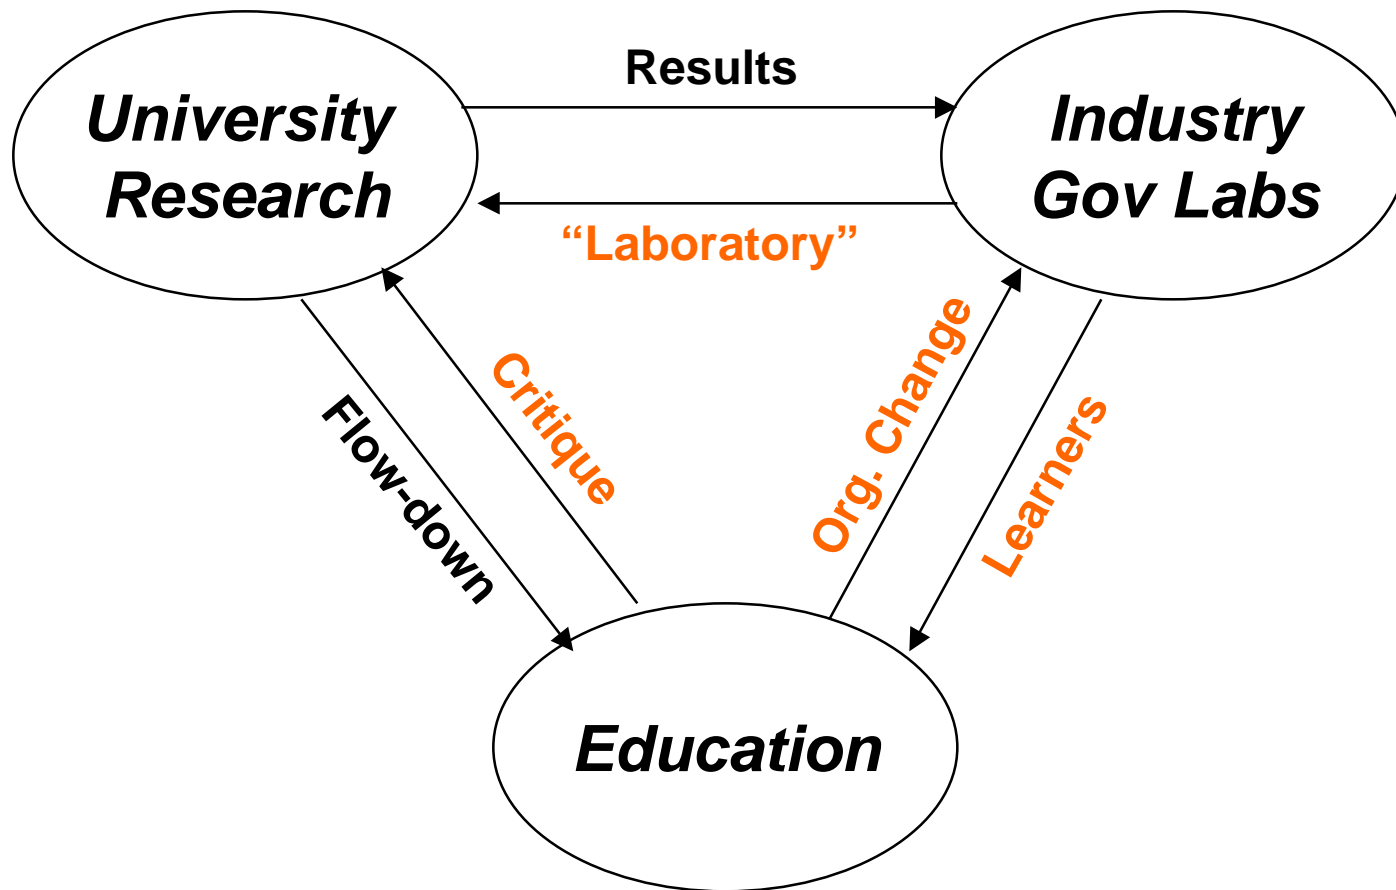 Results
University
Research
Industry
Gov Labs
“Laboratory”
Critique
Flow-down
Org. Change
Learners
Education